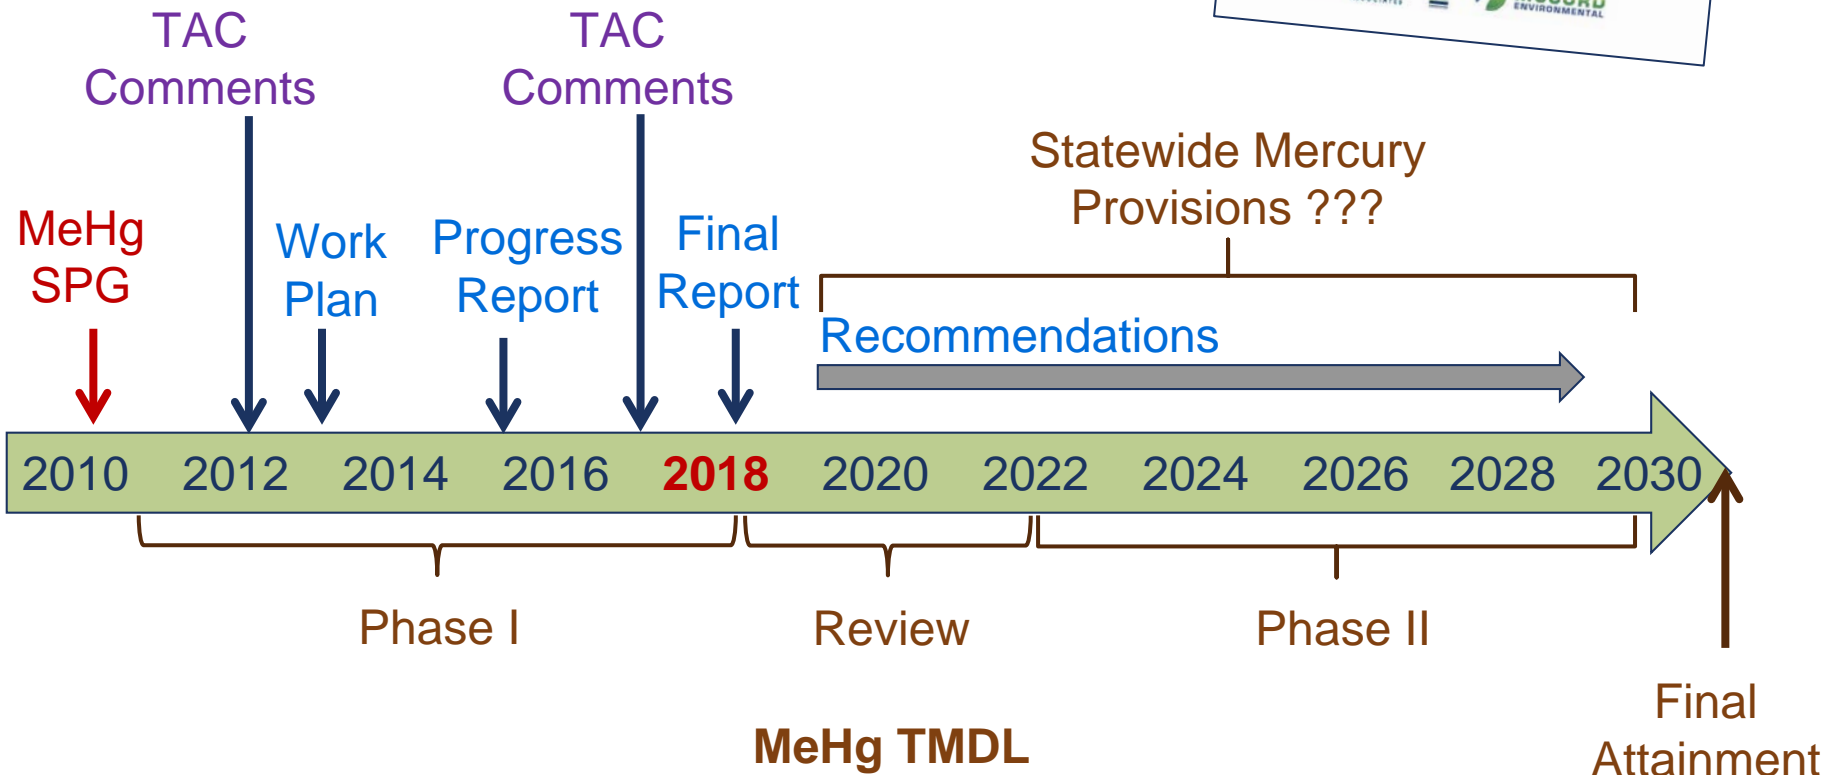 ENVIRONMENTAL
TAC
Comments
TAC
Comments
Statewide Mercury
Provisions ???
MeHg
SPG
Work
Plan
Progress
Report
Final
Report
Recommendations
2010 2012 2014 2016 2018 2020 2022 2024 2026 2028 2030
Phase I
Review
Phase II
Final
Attainment
MeHg TMDL